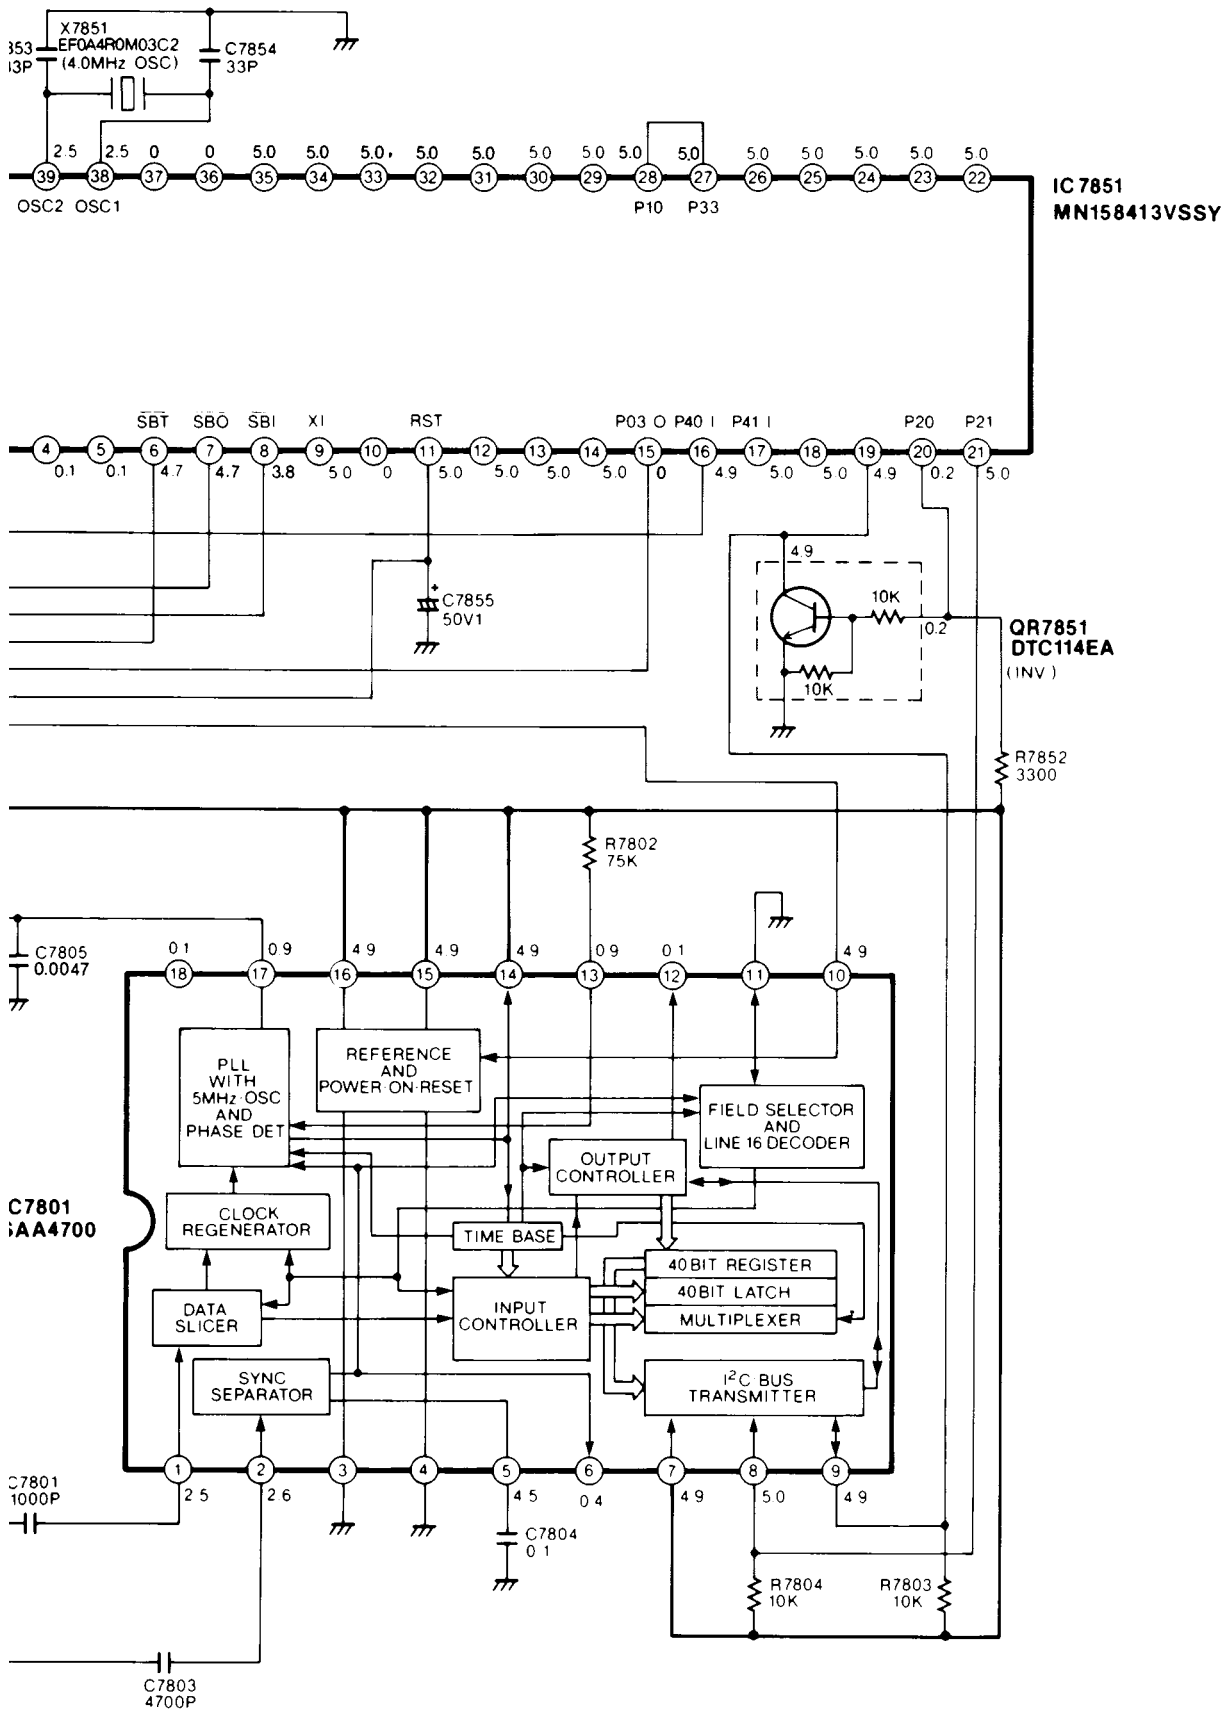 X7851
853 EF0A4R0M03C2 C7854
(4.0MHz OSC) 33P
2.5 2.5 0 0 5.0 5.0 5.0 5.0 5.0 5.0 5.0 5.0 5.0 5.0 5.0 5.0 5.0 5.0
39 38 37 36 35 34 33 32 31 30 29 28 27 26 25 24 23 22
OSC2 OSC1 P10 P33
IC7851
MN158413VSSY
SBT SBO SBI XI RST P03 O P40 I P41 I P20 P21
4 5 6 7 8 9 10 11 12 13 14 15 16 17 18 19 20 21
0.1 0.1 4.7 4.7 3.8 5.0 0 5.0 5.0 5.0 5.0 0 4.9 5.0 5.0 4.9 0.2 5.0
4.9
+
C7855
50V1
10K
0.2
10K
QR7851
DTC114EA
(INV)
R7852
3300
R7802
75K
C7805
0.0047
0.1 0.9 4.9 4.9 4.9 0.9 0.1 4.9
18 17 16 15 14 13 12 11 10
PLL
WITH
5MHz·OSC
AND
PHASE DET
REFERENCE
AND
POWER·ON·RESET
FIELD SELECTOR
AND
LINE 16 DECODER
OUTPUT
CONTROLLER
C7801
SAA4700
CLOCK
REGENERATOR
TIME BASE
40BIT REGISTER
40BIT LATCH
MULTIPLEXER
DATA
SLICER
INPUT
CONTROLLER
SYNC
SEPARATOR
I²C·BUS
TRANSMITTER
1 2 3 4 5 6 7 8 9
2.5 2.6 4.5 0.4 4.9 5.0 4.9
C7801
1000P
C7804
0.1
R7804
10K
R7803
10K
C7803
4700P